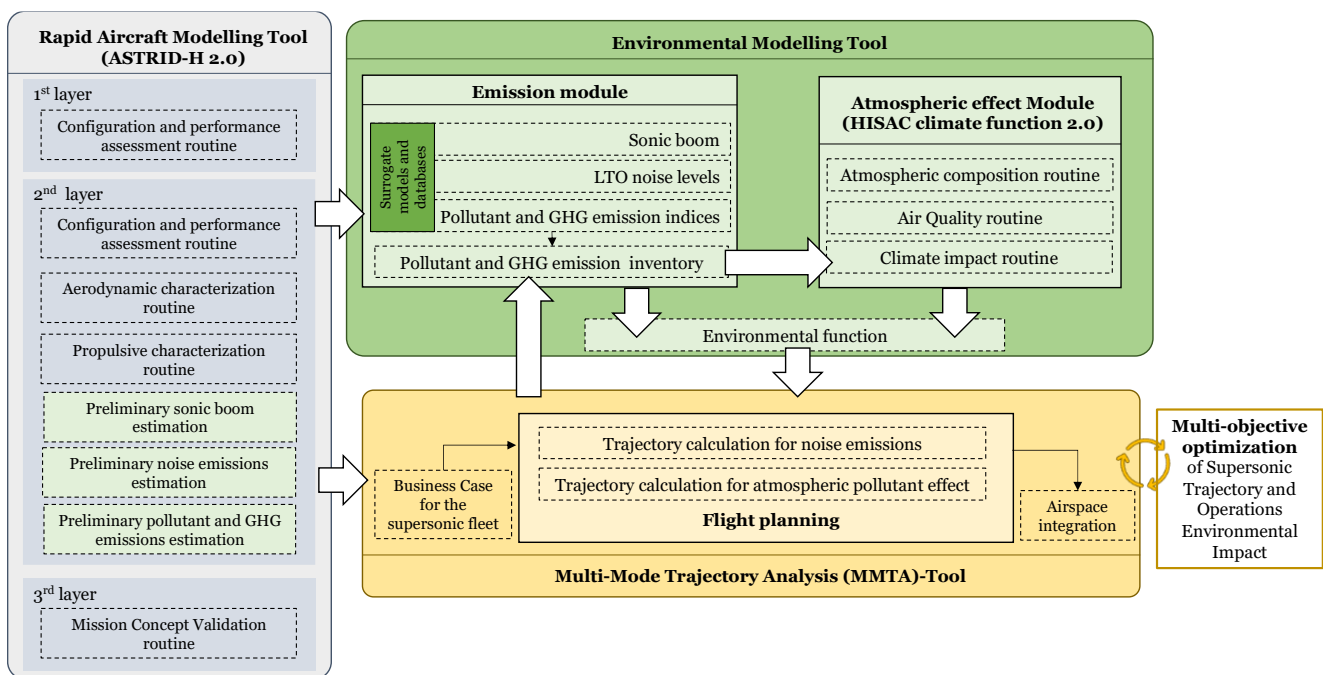 Rapid Aircraft Modelling Tool
(ASTRID-H 2.0)
1st layer
Configuration and performance
assessment routine
2nd layer
Configuration and performance
assessment routine
Aerodynamic characterization
routine
Propulsive characterization
routine
Preliminary sonic boom
estimation
Preliminary noise emissions
estimation
Preliminary pollutant and GHG
emissions estimation
3rd layer
Mission Concept Validation
routine
Environmental Modelling Tool
Emission module
Surrogate
models and
databases
Sonic boom
LTO noise levels
Pollutant and GHG emission indices
Pollutant and GHG emission inventory
Atmospheric effect Module
(HISAC climate function 2.0)
Atmospheric composition routine
Air Quality routine
Climate impact routine
Environmental function
Business Case
for the
supersonic fleet
Trajectory calculation for noise emissions
Trajectory calculation for atmospheric pollutant effect
Flight planning
Airspace
integration
Multi-Mode Trajectory Analysis (MMTA)-Tool
Multi-objective
optimization
of Supersonic
Trajectory and
Operations
Environmental
Impact